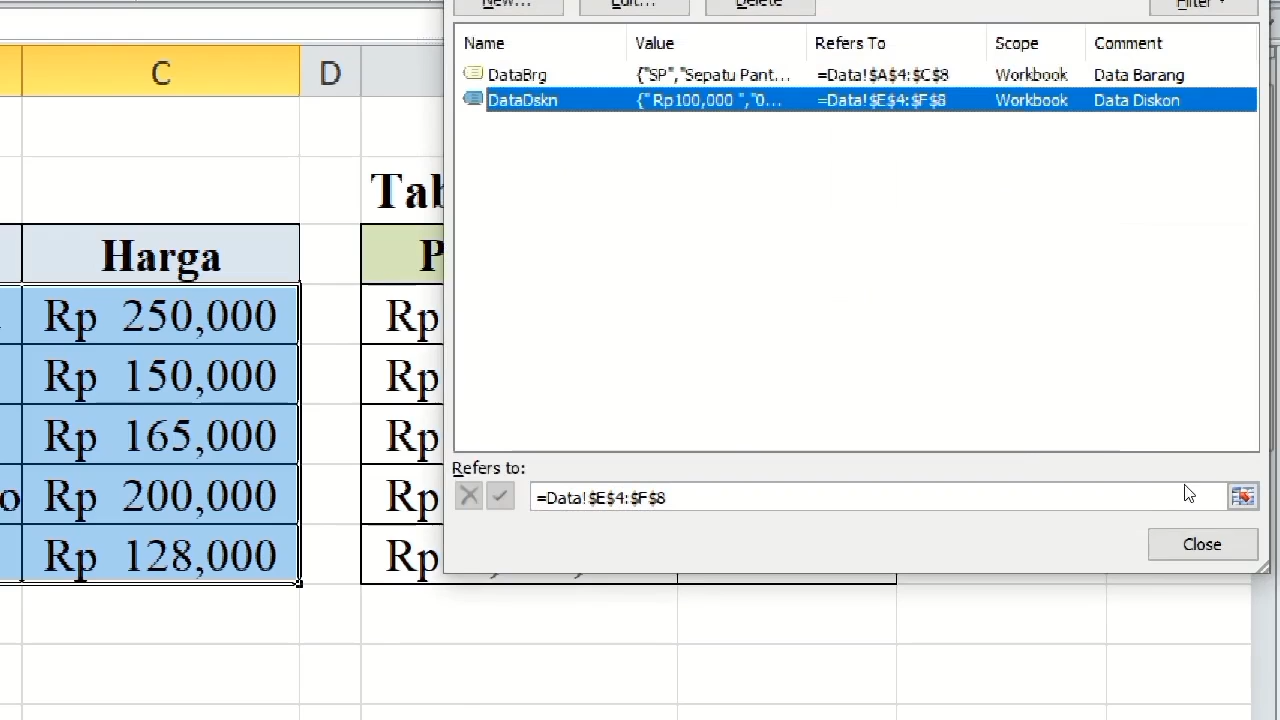 New... Edit... Delete Filter
C D
Name Value Refers To Scope Comment
DataBrg {"SP","Sepatu Pant... =Data!$A$4:$C$8 Workbook Data Barang
DataDskn {" Rp100,000 ","0... =Data!$E$4:$F$8 Workbook Data Diskon
Harga
Rp 250,000 Rp
Rp 150,000 Rp
Rp 165,000 Rp
Rp 200,000 Rp
Rp 128,000 Rp
Refers to:
=Data!$E$4:$F$8
Close